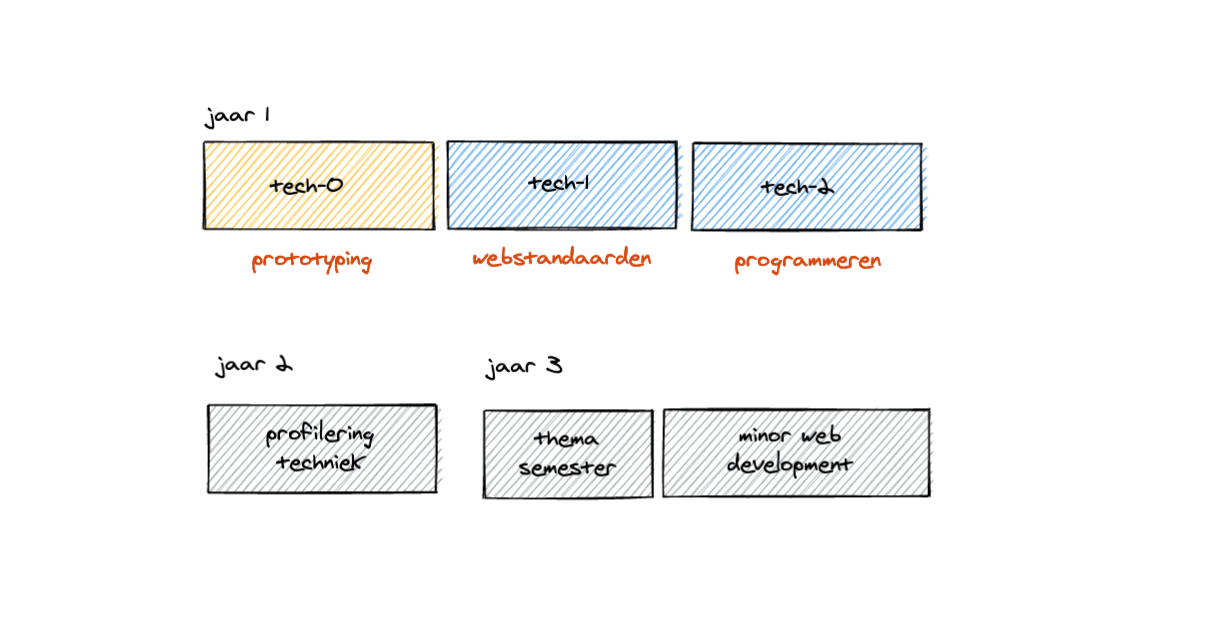 jaar 1
tech-0
tech-1
tech-2
prototyping
webstandaarden
programmeren
jaar 2
profilering
techniek
jaar 3
thema
semester
minor web
development